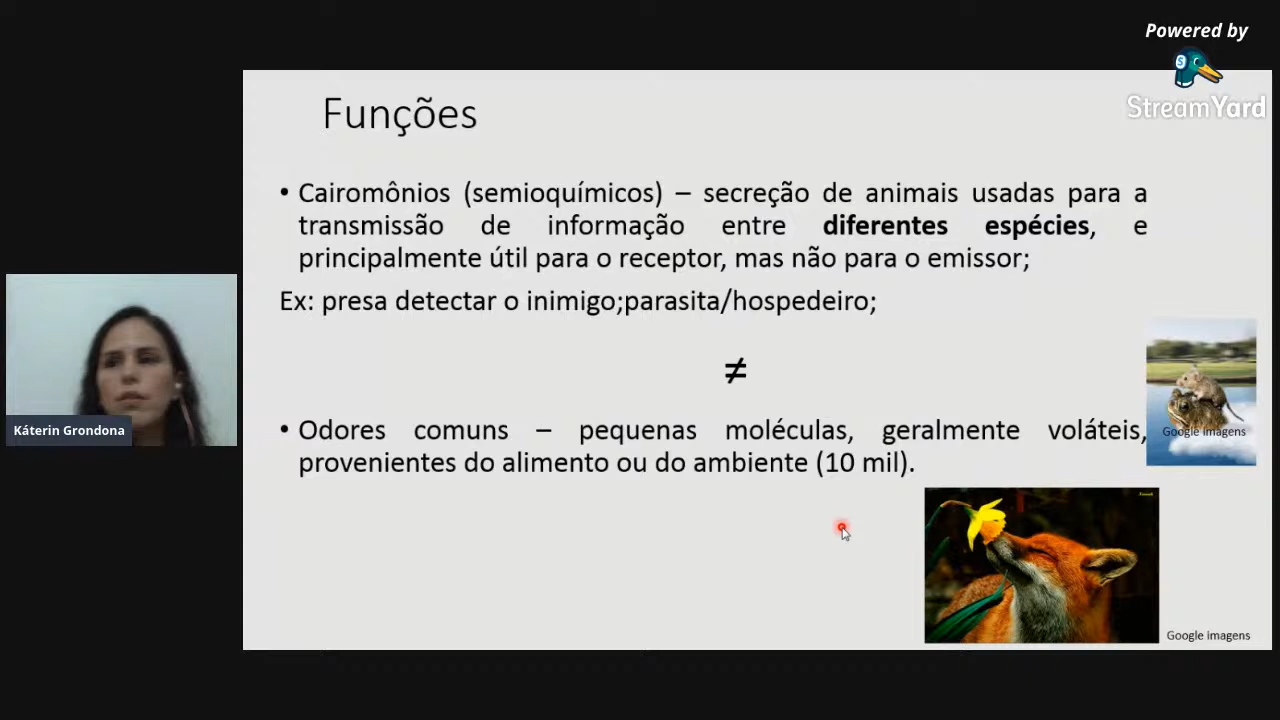 Powered by
StreamYard
Funções
• Cairomônios (semioquímicos) – secreção de animais usadas para a
transmissão de informação entre diferentes espécies, e
principalmente útil para o receptor, mas não para o emissor;
Ex: presa detectar o inimigo;parasita/hospedeiro;
≠
• Odores comuns – pequenas moléculas, geralmente voláteis,
provenientes do alimento ou do ambiente (10 mil).
Google imagens
Google imagens
Káterin Grondona